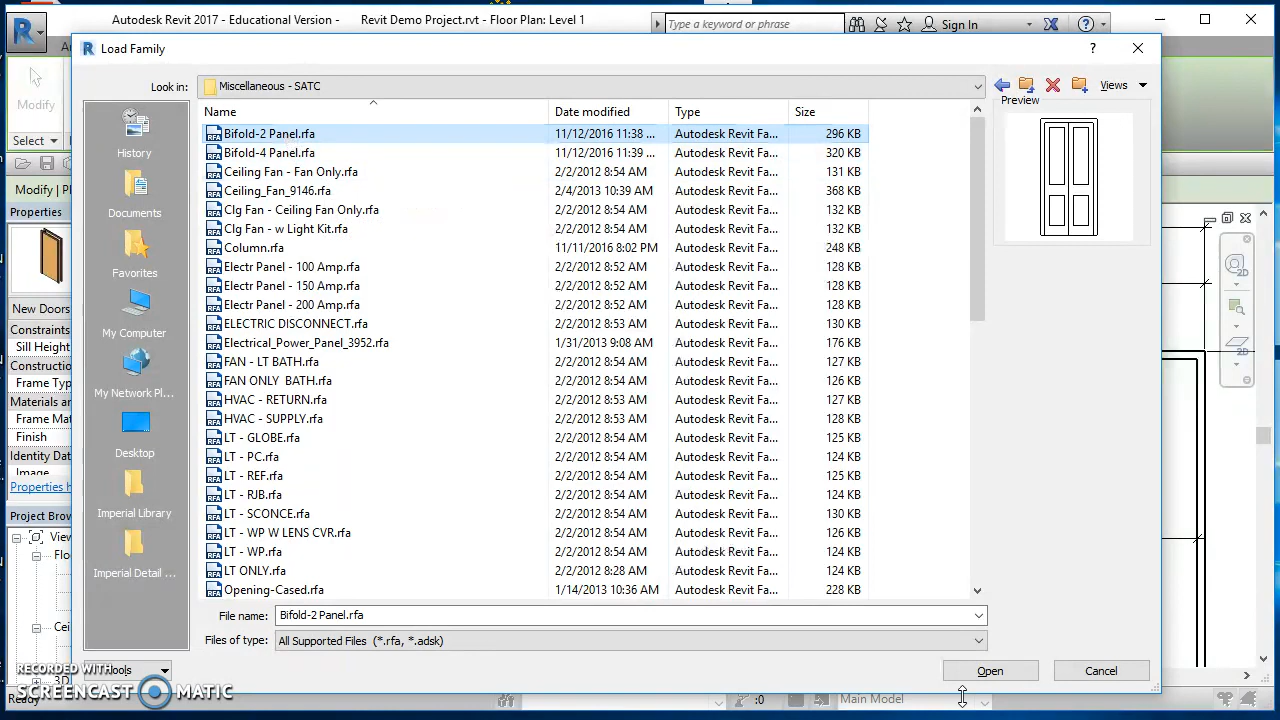 Autodesk Revit 2017 - Educational Version - Revit Demo Project.rvt - Floor Plan: Level 1
Type a keyword or phrase
Sign In
Load Family
Look in: Miscellaneous - SATC
Views
Modify
Select
Modify | Pl
Properties
New Doors
Constraints
Sill Height
Constructio
Frame Type
Materials an
Frame Mat
Finish
Identity Dat
Image
Properties h
Project Brow
View
Floo
Ceil
3D
Ready
History
Documents
Favorites
My Computer
My Network Pl...
Desktop
Imperial Library
Imperial Detail ...
Name Date modified Type Size
Bifold-2 Panel.rfa 11/12/2016 11:38 ... Autodesk Revit Fa... 296 KB
Bifold-4 Panel.rfa 11/12/2016 11:39 ... Autodesk Revit Fa... 320 KB
Ceiling Fan - Fan Only.rfa 2/2/2012 8:54 AM Autodesk Revit Fa... 131 KB
Ceiling_Fan_9146.rfa 2/4/2013 10:39 AM Autodesk Revit Fa... 368 KB
Clg Fan - Ceiling Fan Only.rfa 2/2/2012 8:54 AM Autodesk Revit Fa... 132 KB
Clg Fan - w Light Kit.rfa 2/2/2012 8:54 AM Autodesk Revit Fa... 132 KB
Column.rfa 11/11/2016 8:02 PM Autodesk Revit Fa... 248 KB
Electr Panel - 100 Amp.rfa 2/2/2012 8:52 AM Autodesk Revit Fa... 128 KB
Electr Panel - 150 Amp.rfa 2/2/2012 8:52 AM Autodesk Revit Fa... 128 KB
Electr Panel - 200 Amp.rfa 2/2/2012 8:52 AM Autodesk Revit Fa... 128 KB
ELECTRIC DISCONNECT.rfa 2/2/2012 8:53 AM Autodesk Revit Fa... 130 KB
Electrical_Power_Panel_3952.rfa 1/31/2013 9:08 AM Autodesk Revit Fa... 176 KB
FAN - LT BATH.rfa 2/2/2012 8:54 AM Autodesk Revit Fa... 127 KB
FAN ONLY  BATH.rfa 2/2/2012 8:54 AM Autodesk Revit Fa... 126 KB
HVAC - RETURN.rfa 2/2/2012 8:53 AM Autodesk Revit Fa... 127 KB
HVAC - SUPPLY.rfa 2/2/2012 8:53 AM Autodesk Revit Fa... 128 KB
LT - GLOBE.rfa 2/2/2012 8:54 AM Autodesk Revit Fa... 125 KB
LT - PC.rfa 2/2/2012 8:54 AM Autodesk Revit Fa... 124 KB
LT - REF.rfa 2/2/2012 8:54 AM Autodesk Revit Fa... 125 KB
LT - RJB.rfa 2/2/2012 8:54 AM Autodesk Revit Fa... 124 KB
LT - SCONCE.rfa 2/2/2012 8:54 AM Autodesk Revit Fa... 130 KB
LT - WP W LENS CVR.rfa 2/2/2012 8:54 AM Autodesk Revit Fa... 126 KB
LT - WP.rfa 2/2/2012 8:54 AM Autodesk Revit Fa... 124 KB
LT ONLY.rfa 2/2/2012 8:28 AM Autodesk Revit Fa... 124 KB
Opening-Cased.rfa 1/14/2013 10:36 AM Autodesk Revit Fa... 228 KB
Preview
2D
2D
File name: Bifold-2 Panel.rfa
Files of type: All Supported Files (*.rfa, *.adsk)
Tools
Open
Cancel
:0
Main Model
RECORDED WITH
SCREENCAST MATIC